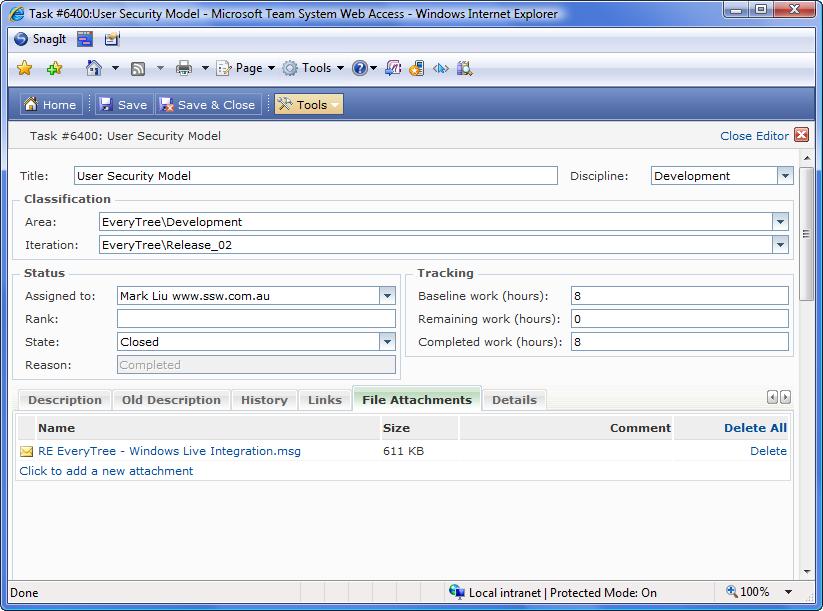 Task #6400:User Security Model - Microsoft Team System Web Access - Windows Internet Explorer
SnagIt
Page Tools
Home Save Save & Close Tools
Task #6400: User Security Model Close Editor
Title: User Security Model Discipline: Development
Classification
Area: EveryTree\Development
Iteration: EveryTree\Release_02
Status Tracking
Assigned to: Mark Liu www.ssw.com.au Baseline work (hours): 8
Rank: Remaining work (hours): 0
State: Closed Completed work (hours): 8
Reason: Completed
Description Old Description History Links File Attachments Details
Name Size Comment Delete All
RE EveryTree - Windows Live Integration.msg 611 KB Delete
Click to add a new attachment
Done Local intranet | Protected Mode: On 100%